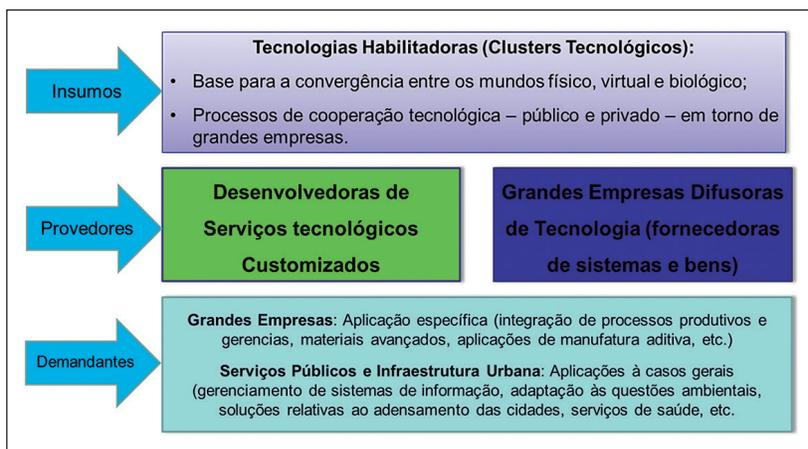 Insumos
Tecnologias Habilitadoras (Clusters Tecnológicos):
• Base para a convergência entre os mundos físico, virtual e biológico;
• Processos de cooperação tecnológica – público e privado – em torno de
grandes empresas.
Provedores
Desenvolvedoras de
Serviços tecnológicos
Customizados
Grandes Empresas Difusoras
de Tecnologia (fornecedoras
de sistemas e bens)
Demandantes
Grandes Empresas: Aplicação específica (integração de processos produtivos e
gerencias, materiais avançados, aplicações de manufatura aditiva, etc.)
Serviços Públicos e Infraestrutura Urbana: Aplicações à casos gerais
(gerenciamento de sistemas de informação, adaptação às questões ambientais,
soluções relativas ao adensamento das cidades, serviços de saúde, etc.